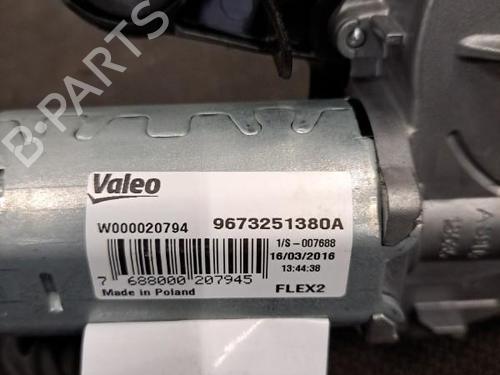 B-PARTS
Valeo
W000020794 9673251380A
1/S-007688
16/03/2016
13:44:38
7 688000 207945
Made in Poland FLEX2